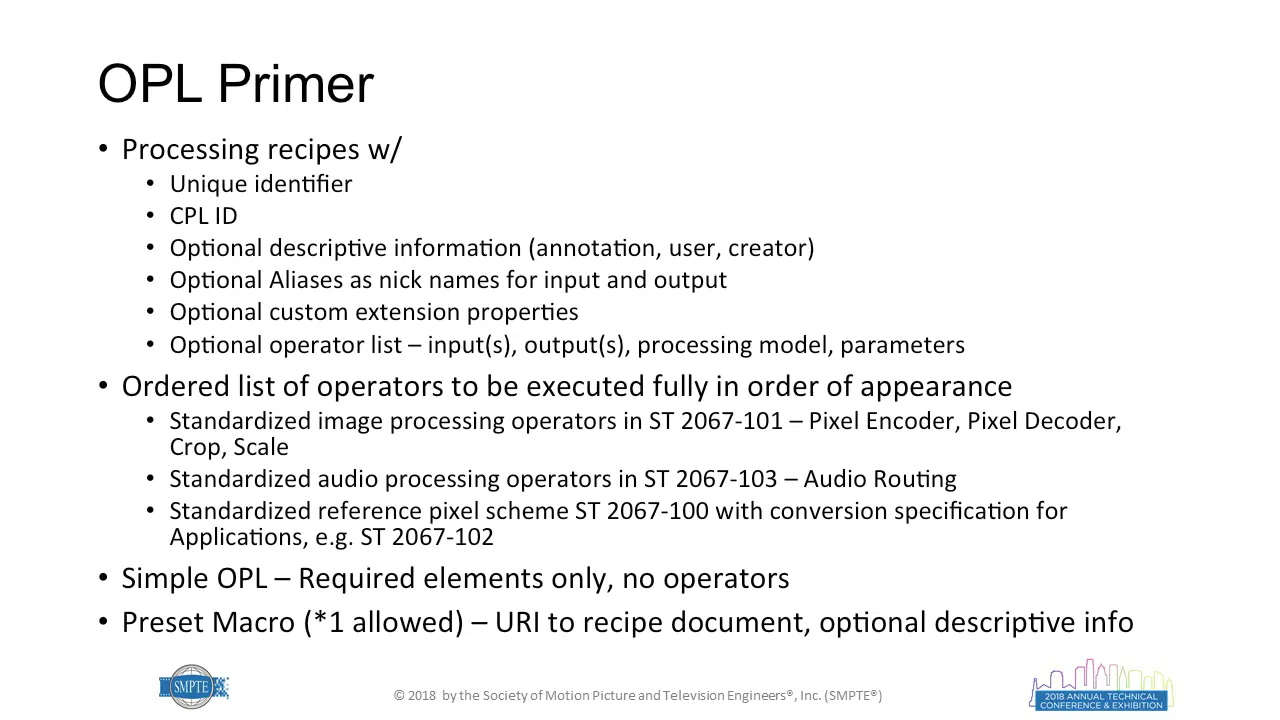 OPL Primer
• Processing recipes w/
• Unique identifier
• CPL ID
• Optional descriptive information (annotation, user, creator)
• Optional Aliases as nick names for input and output
• Optional custom extension properties
• Optional operator list – input(s), output(s), processing model, parameters
• Ordered list of operators to be executed fully in order of appearance
• Standardized image processing operators in ST 2067-101 – Pixel Encoder, Pixel Decoder,
Crop, Scale
• Standardized audio processing operators in ST 2067-103 – Audio Routing
• Standardized reference pixel scheme ST 2067-100 with conversion specification for
Applications, e.g. ST 2067-102
• Simple OPL – Required elements only, no operators
• Preset Macro (*1 allowed) – URI to recipe document, optional descriptive info
SMPTE
© 2018 by the Society of Motion Picture and Television Engineers®, Inc. (SMPTE®)
2018 ANNUAL TECHNICAL
CONFERENCE & EXHIBITION